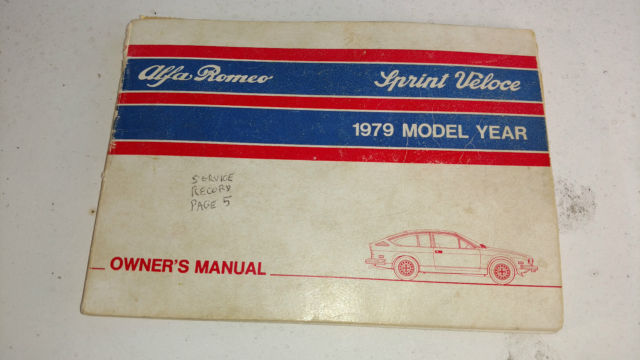 Alfa Romeo Sprint Veloce
1979 MODEL YEAR
SERVICE
RECORD
PAGE 5
OWNER'S MANUAL